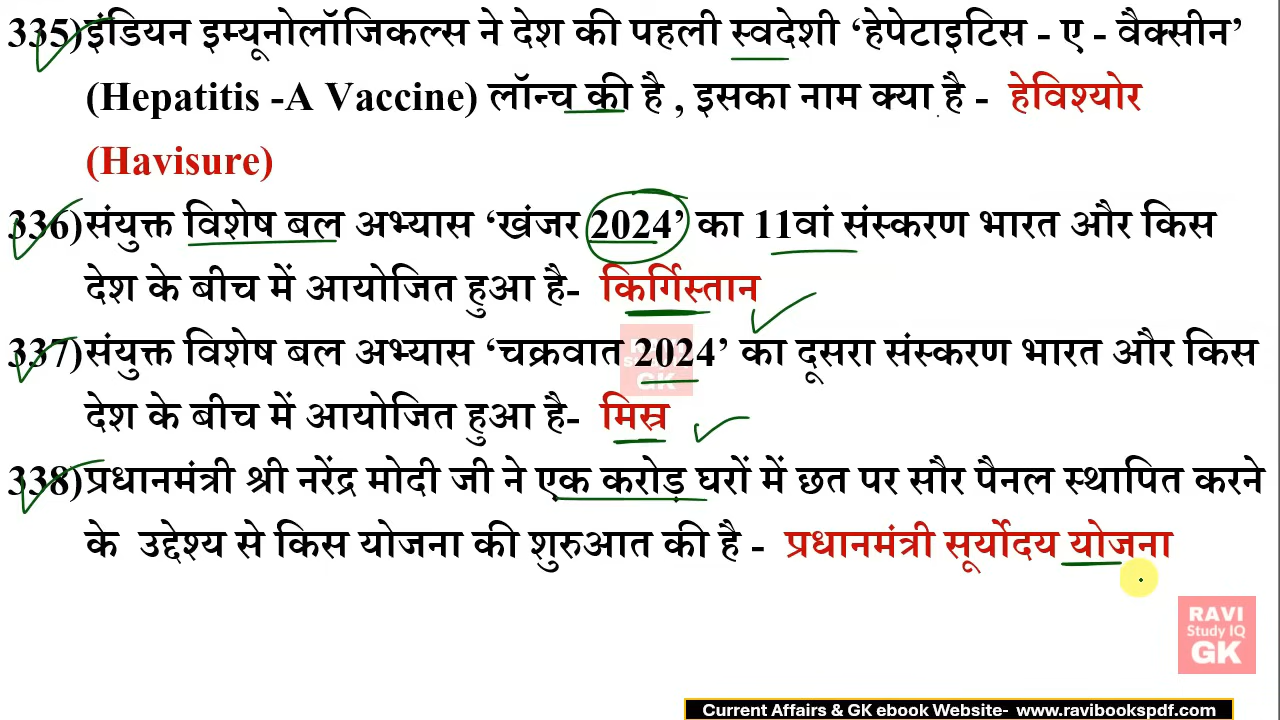 335)इंडियन इम्यूनोलॉजिकल्स ने देश की पहली स्वदेशी ‘हेपेटाइटिस - ए - वैक्सीन’
(Hepatitis -A Vaccine) लॉन्च की है , इसका नाम क्या है - हेविश्योर
(Havisure)
336)संयुक्त विशेष बल अभ्यास ‘खंजर 2024’ का 11वां संस्करण भारत और किस
देश के बीच में आयोजित हुआ है- किर्गिस्तान
337)संयुक्त विशेष बल अभ्यास ‘चक्रवात 2024’ का दूसरा संस्करण भारत और किस
देश के बीच में आयोजित हुआ है- मिस्र
338)प्रधानमंत्री श्री नरेंद्र मोदी जी ने एक करोड़ घरों में छत पर सौर पैनल स्थापित करने
के उद्देश्य से किस योजना की शुरुआत की है - प्रधानमंत्री सूर्योदय योजना
RAVI
Study IQ
GK
Current Affairs & GK ebook Website- www.ravibookspdf.com